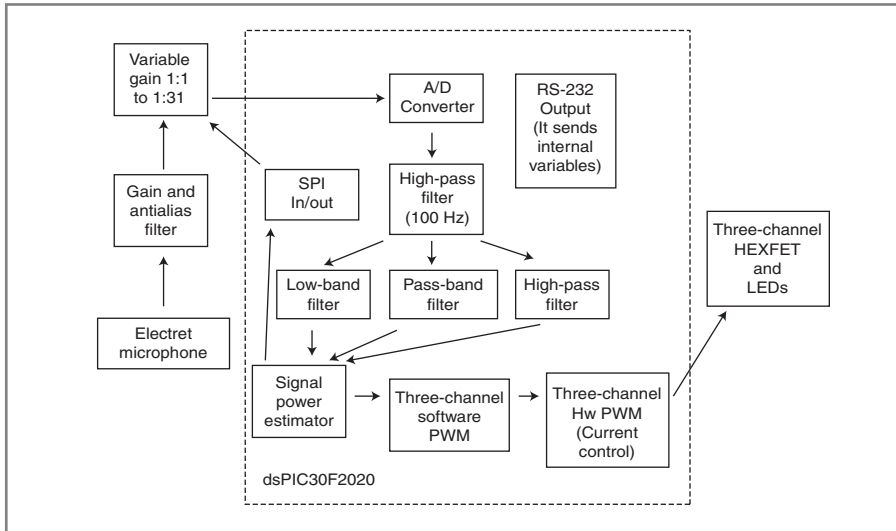 Variable
gain 1:1
to 1:31
A/D
Converter
RS-232
Output
(It sends
internal
variables)
Gain and
antialias
filter
SPI
In/out
High-pass
filter
(100 Hz)
Three-channel
HEXFET
and
LEDs
Low-band
filter
Pass-band
filter
High-pass
filter
Electret
microphone
Signal
power
estimator
Three-channel
software
PWM
Three-channel
Hw PWM
(Current
control)
dsPIC30F2020